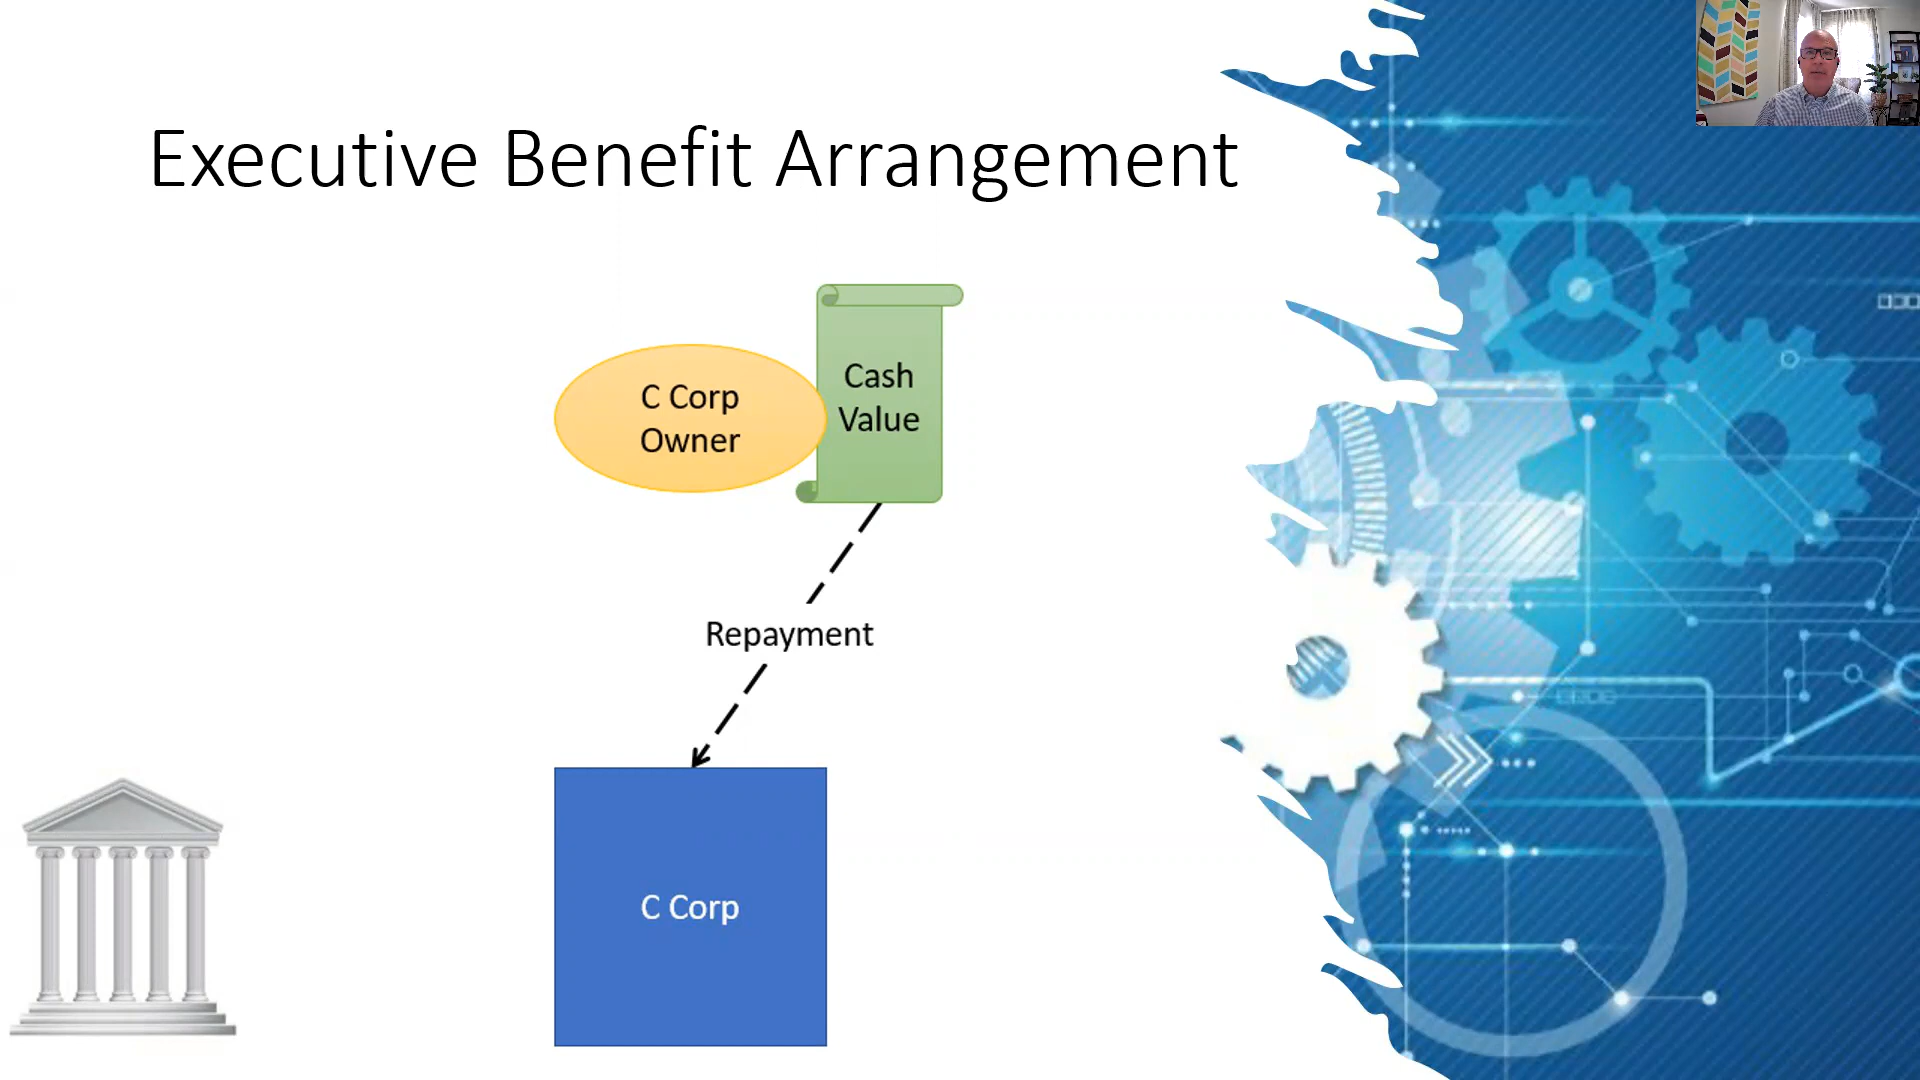 Executive Benefit Arrangement
C Corp
Owner
Cash
Value
Repayment
C Corp